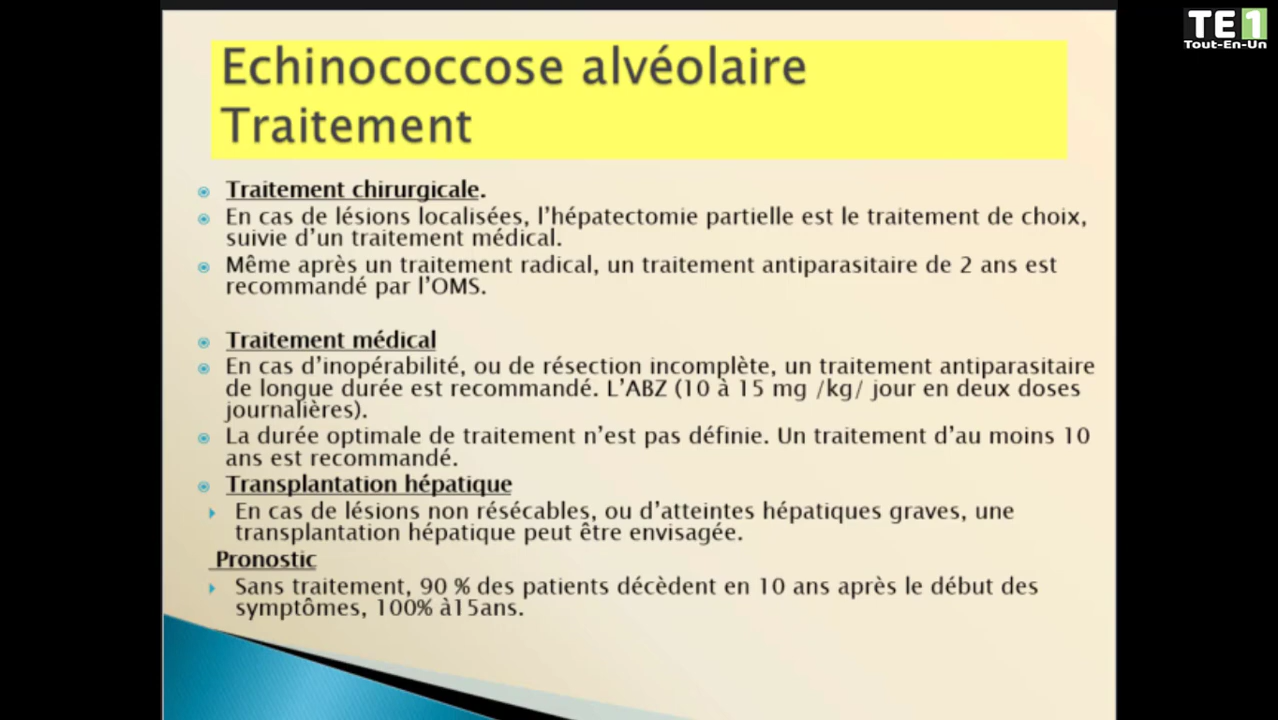 TE1
Tout-En-Un
Echinococcose alvéolaire
Traitement
Traitement chirurgicale.
En cas de lésions localisées, l’hépatectomie partielle est le traitement de choix,
suivie d’un traitement médical.
Même après un traitement radical, un traitement antiparasitaire de 2 ans est
recommandé par l’OMS.
Traitement médical
En cas d’inopérabilité, ou de résection incomplète, un traitement antiparasitaire
de longue durée est recommandé. L’ABZ (10 à 15 mg /kg/ jour en deux doses
journalières).
La durée optimale de traitement n’est pas définie. Un traitement d’au moins 10
ans est recommandé.
Transplantation hépatique
En cas de lésions non résécables, ou d’atteintes hépatiques graves, une
transplantation hépatique peut être envisagée.
Pronostic
Sans traitement, 90 % des patients décèdent en 10 ans après le début des
symptômes, 100% à15ans.